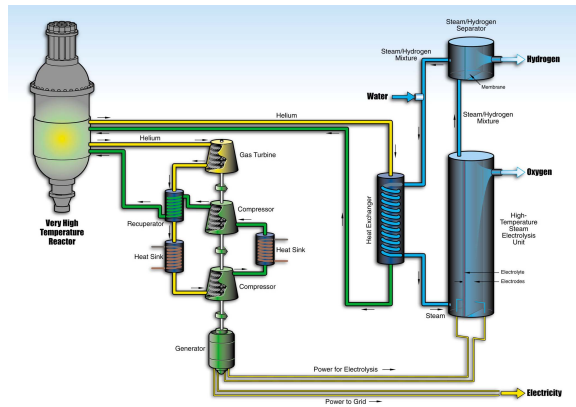 Steam/Hydrogen
Separator
Steam/Hydrogen
Mixture
Hydrogen
Membrane
Water
Steam/Hydrogen
Mixture
Helium
Helium
Gas Turbine
Oxygen
Very High
Temperature
Reactor
Recuperator
Compressor
Heat Exchanger
High-
Temperature
Steam
Electrolysis
Unit
Heat Sink
Heat Sink
Compressor
Electrolyte
Electrodes
Steam
Generator
Power for Electrolysis
Electricity
Power to Grid